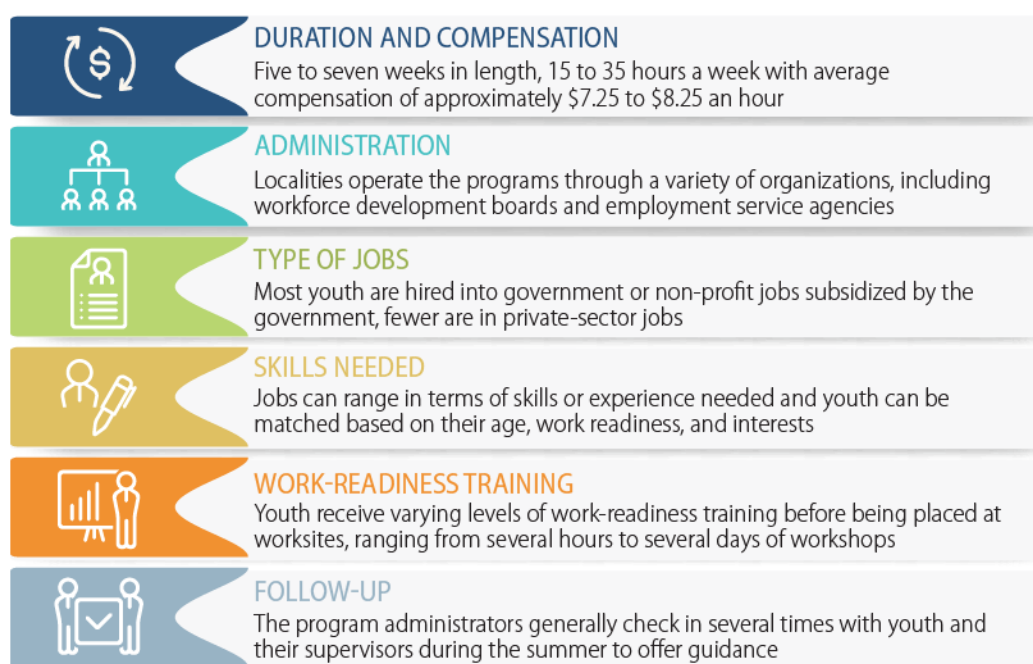 $
DURATION AND COMPENSATION
Five to seven weeks in length, 15 to 35 hours a week with average
compensation of approximately $7.25 to $8.25 an hour
ADMINISTRATION
Localities operate the programs through a variety of organizations, including
workforce development boards and employment service agencies
TYPE OF JOBS
Most youth are hired into government or non-profit jobs subsidized by the
government, fewer are in private-sector jobs
SKILLS NEEDED
Jobs can range in terms of skills or experience needed and youth can be
matched based on their age, work readiness, and interests
WORK-READINESS TRAINING
Youth receive varying levels of work-readiness training before being placed at
worksites, ranging from several hours to several days of workshops
FOLLOW-UP
The program administrators generally check in several times with youth and
their supervisors during the summer to offer guidance